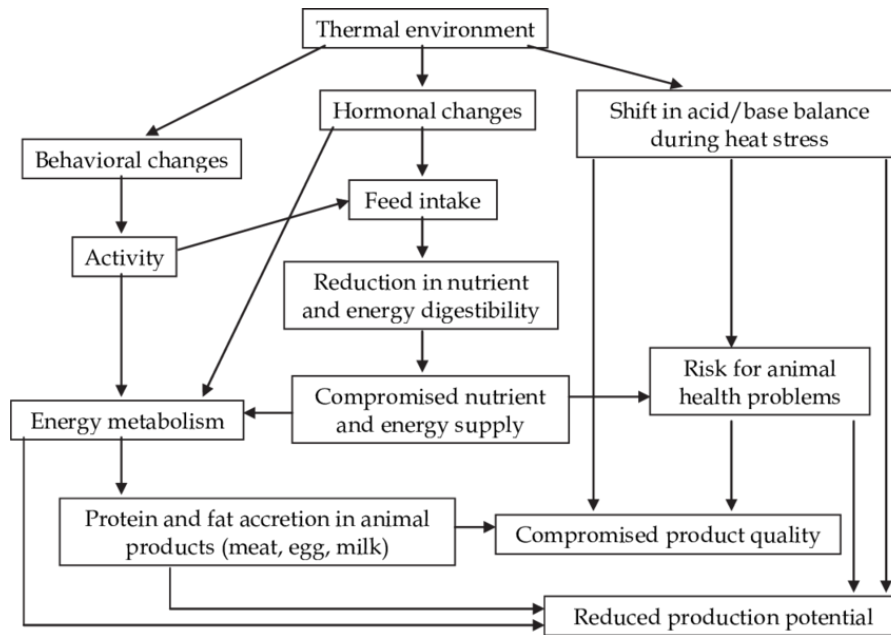 Thermal environment
Hormonal changes
Shift in acid/base balance
during heat stress
Behavioral changes
Feed intake
Activity
Reduction in nutrient
and energy digestibility
Risk for animal
health problems
Compromised nutrient
and energy supply
Energy metabolism
Protein and fat accretion in animal
products (meat, egg, milk)
Compromised product quality
Reduced production potential